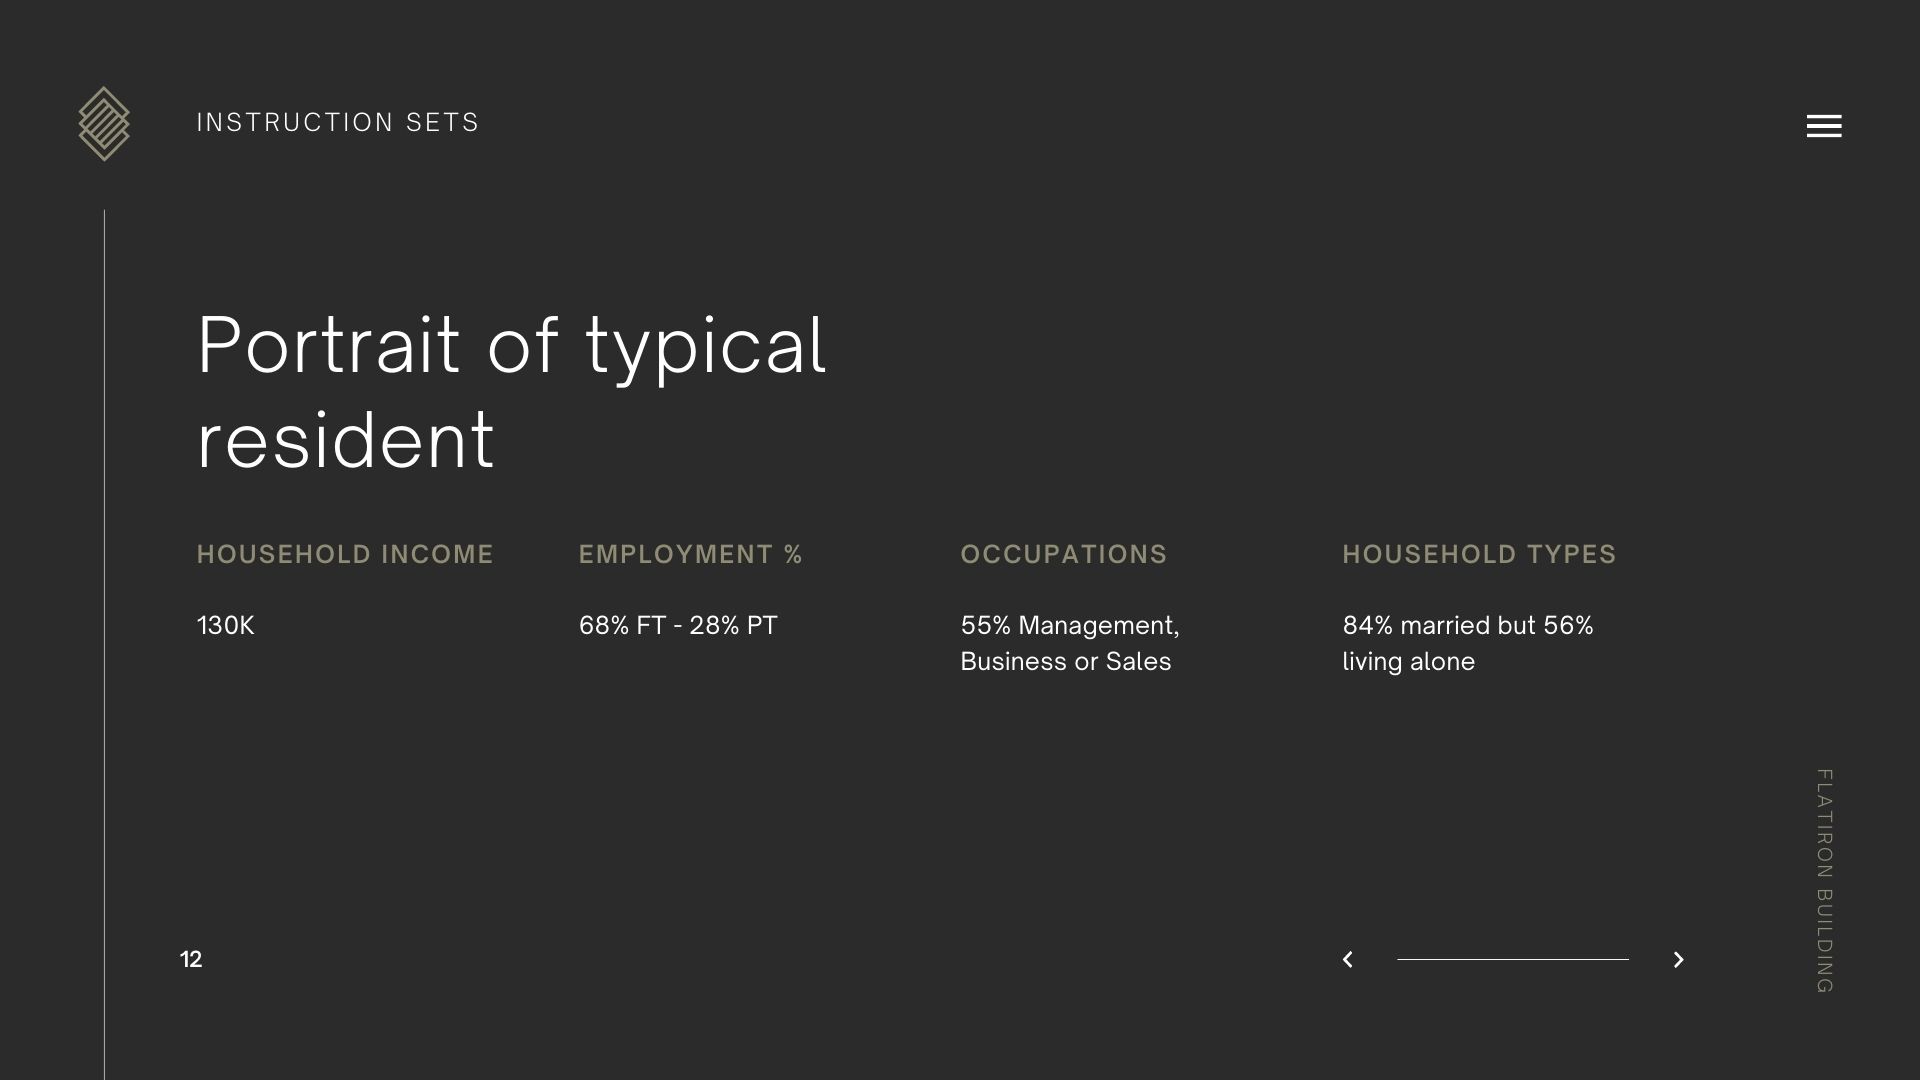 INSTRUCTION SETS
Portrait of typical
resident
HOUSEHOLD INCOME
130K
EMPLOYMENT %
68% FT - 28% PT
OCCUPATIONS
55% Management,
Business or Sales
HOUSEHOLD TYPES
84% married but 56%
living alone
FLATIRON BUILDING
12